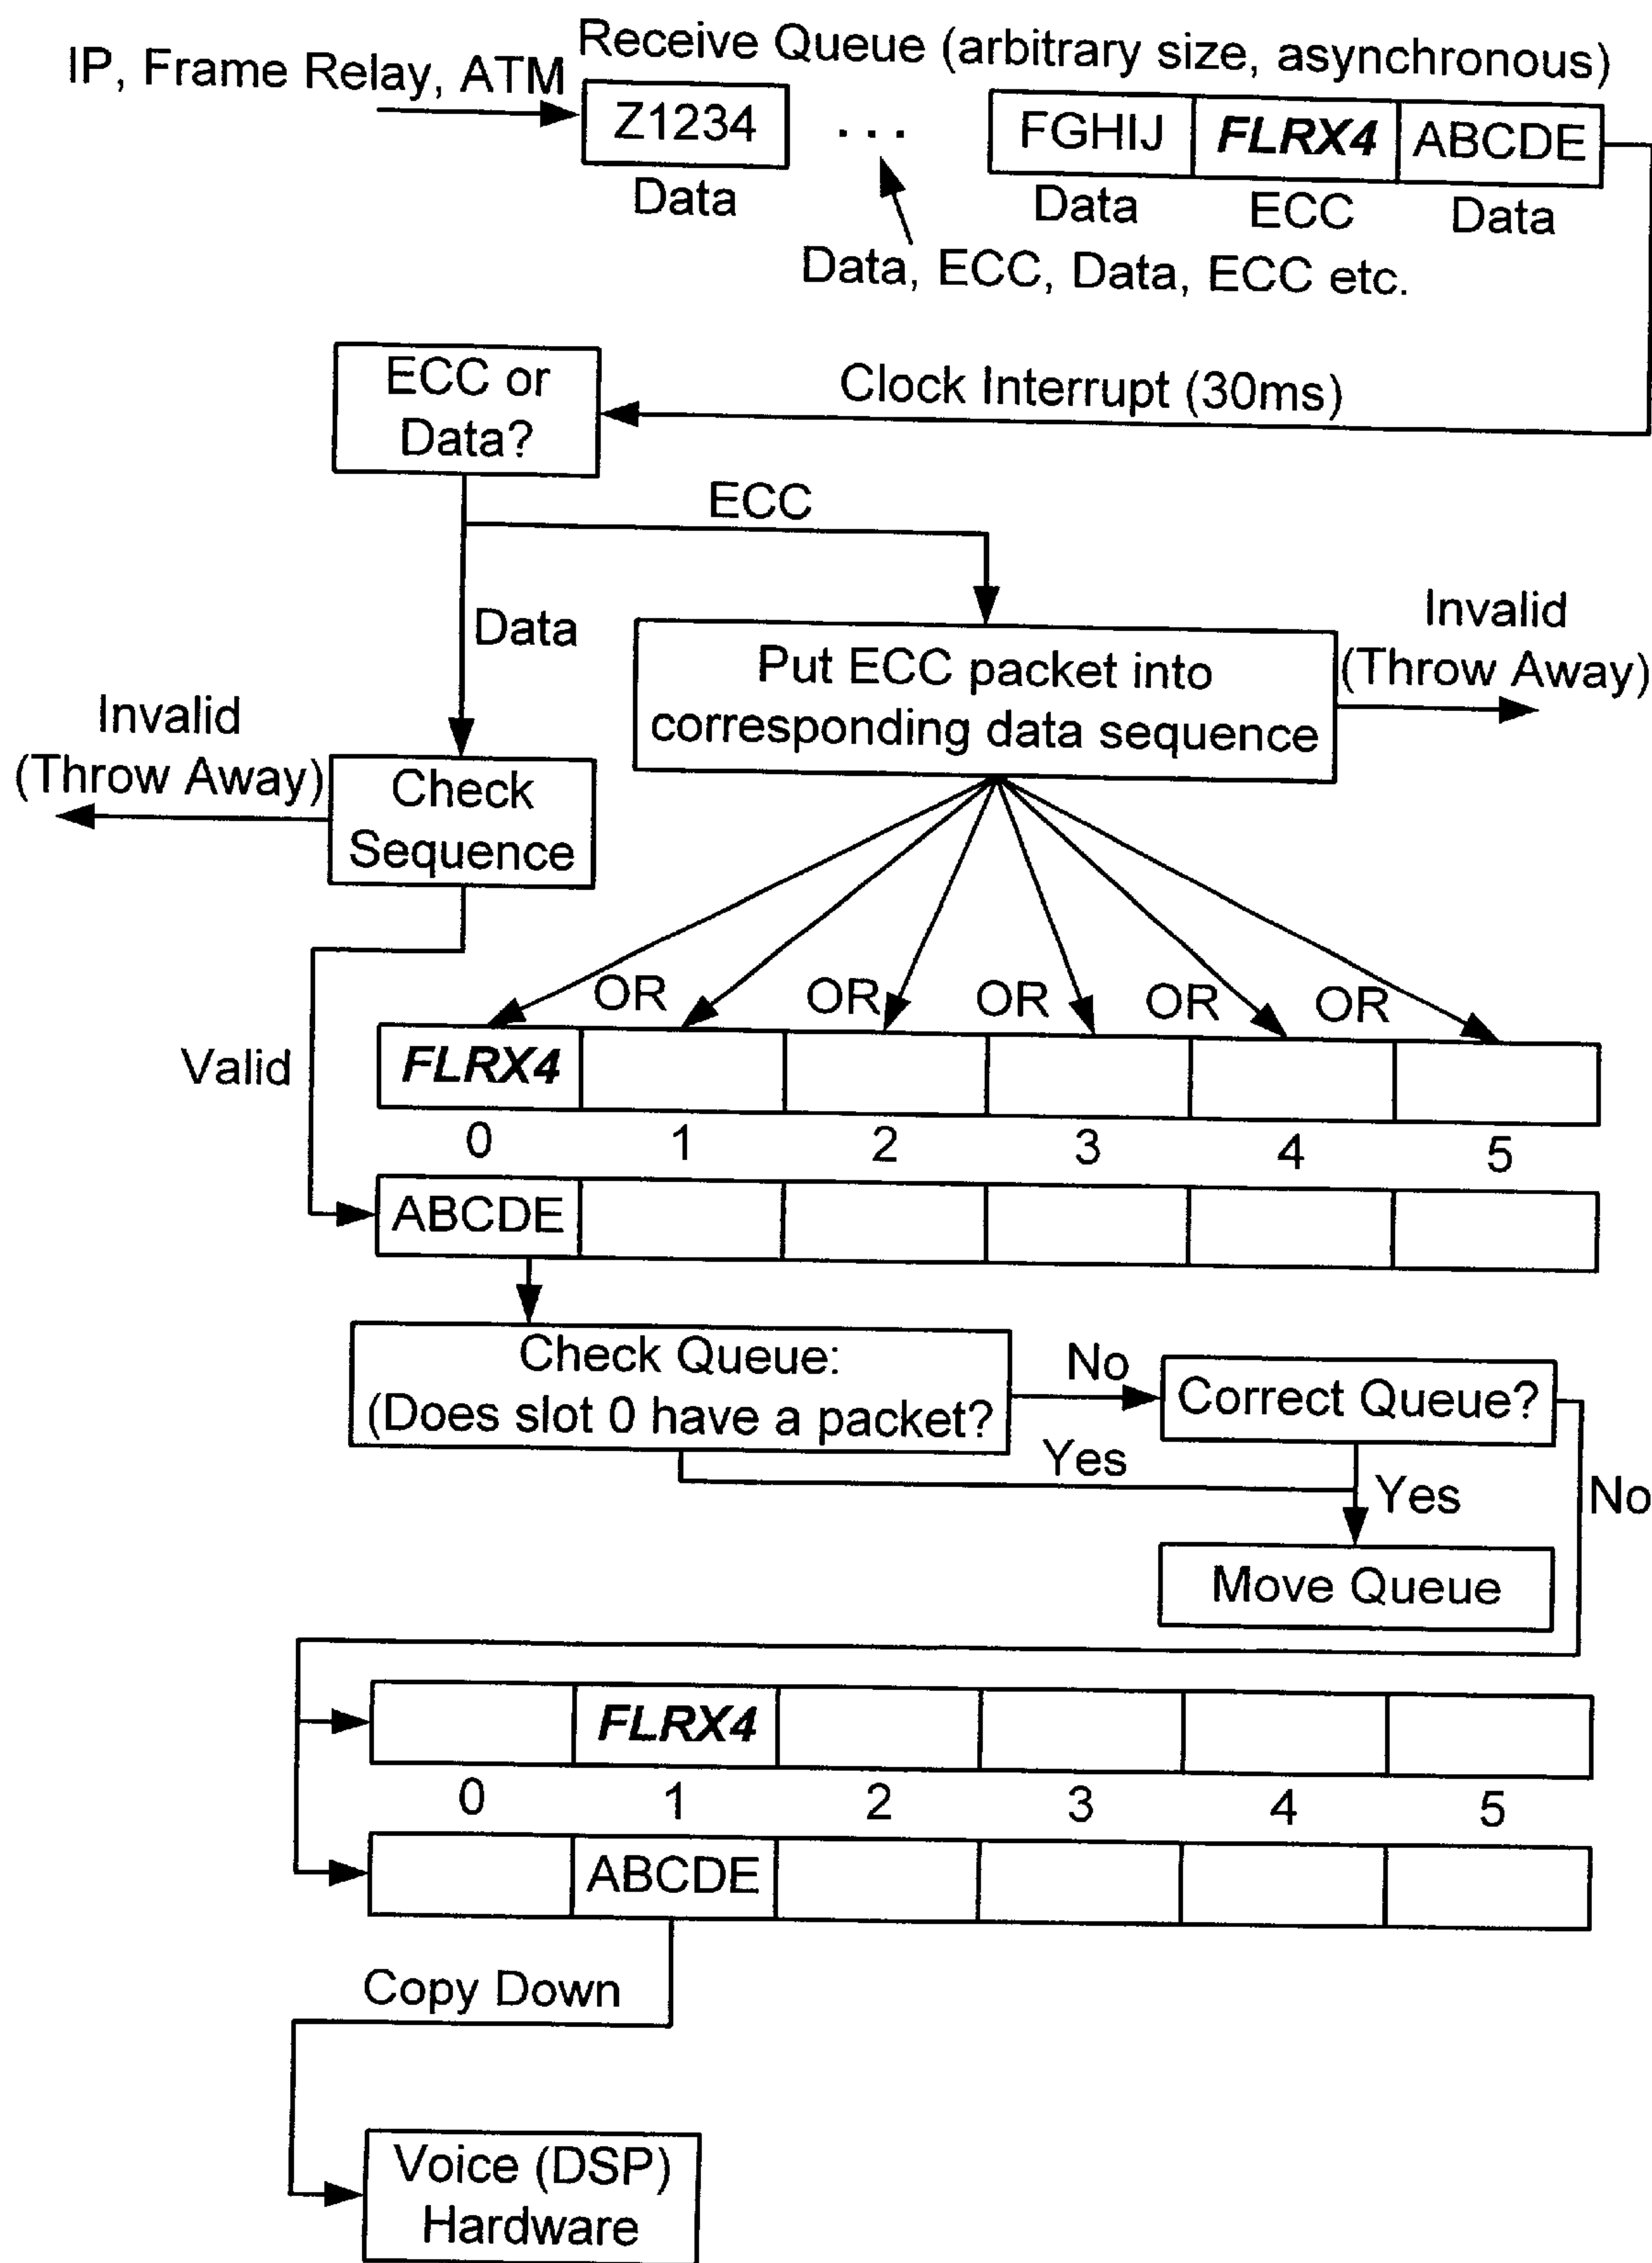 Receive Queue (arbitrary size, asynchronous)
IP, Frame Relay, ATM
Z1234
. . .
FGHIJ
FLRX4
ABCDE
Data
Data
ECC
Data
Data, ECC, Data, ECC etc.
ECC or
Data?
Clock Interrupt (30ms)
ECC
Data
Invalid
(Throw Away)
Put ECC packet into
corresponding data sequence
Invalid
(Throw Away)
Check
Sequence
OR
OR
OR
OR
OR
Valid
FLRX4
0
1
2
3
4
5
ABCDE
Check Queue:
(Does slot 0 have a packet?
No
Correct Queue?
Yes
Yes
No
Move Queue
FLRX4
0
1
2
3
4
5
ABCDE
Copy Down
Voice (DSP)
Hardware